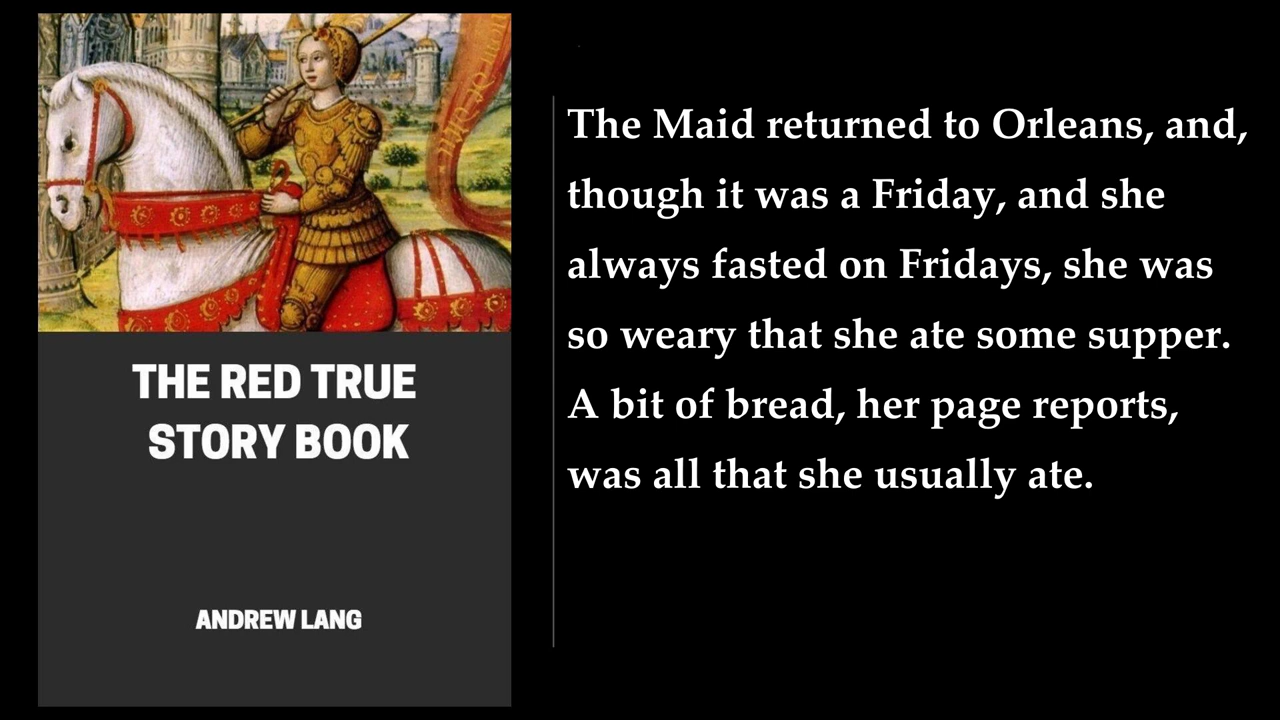 THE RED TRUE
STORY BOOK
ANDREW LANG
The Maid returned to Orleans, and,
though it was a Friday, and she
always fasted on Fridays, she was
so weary that she ate some supper.
A bit of bread, her page reports,
was all that she usually ate.